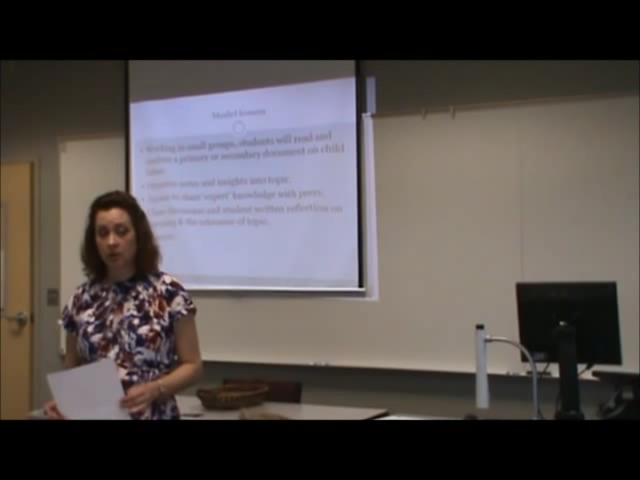 Model lesson
Working in small groups, students will read and
analyze a primary or secondary document on child
labor.
notes and insights into topic.
to share 'expert' knowledge with peers.
Class discussion and student written reflection on
& the relevance of topic.